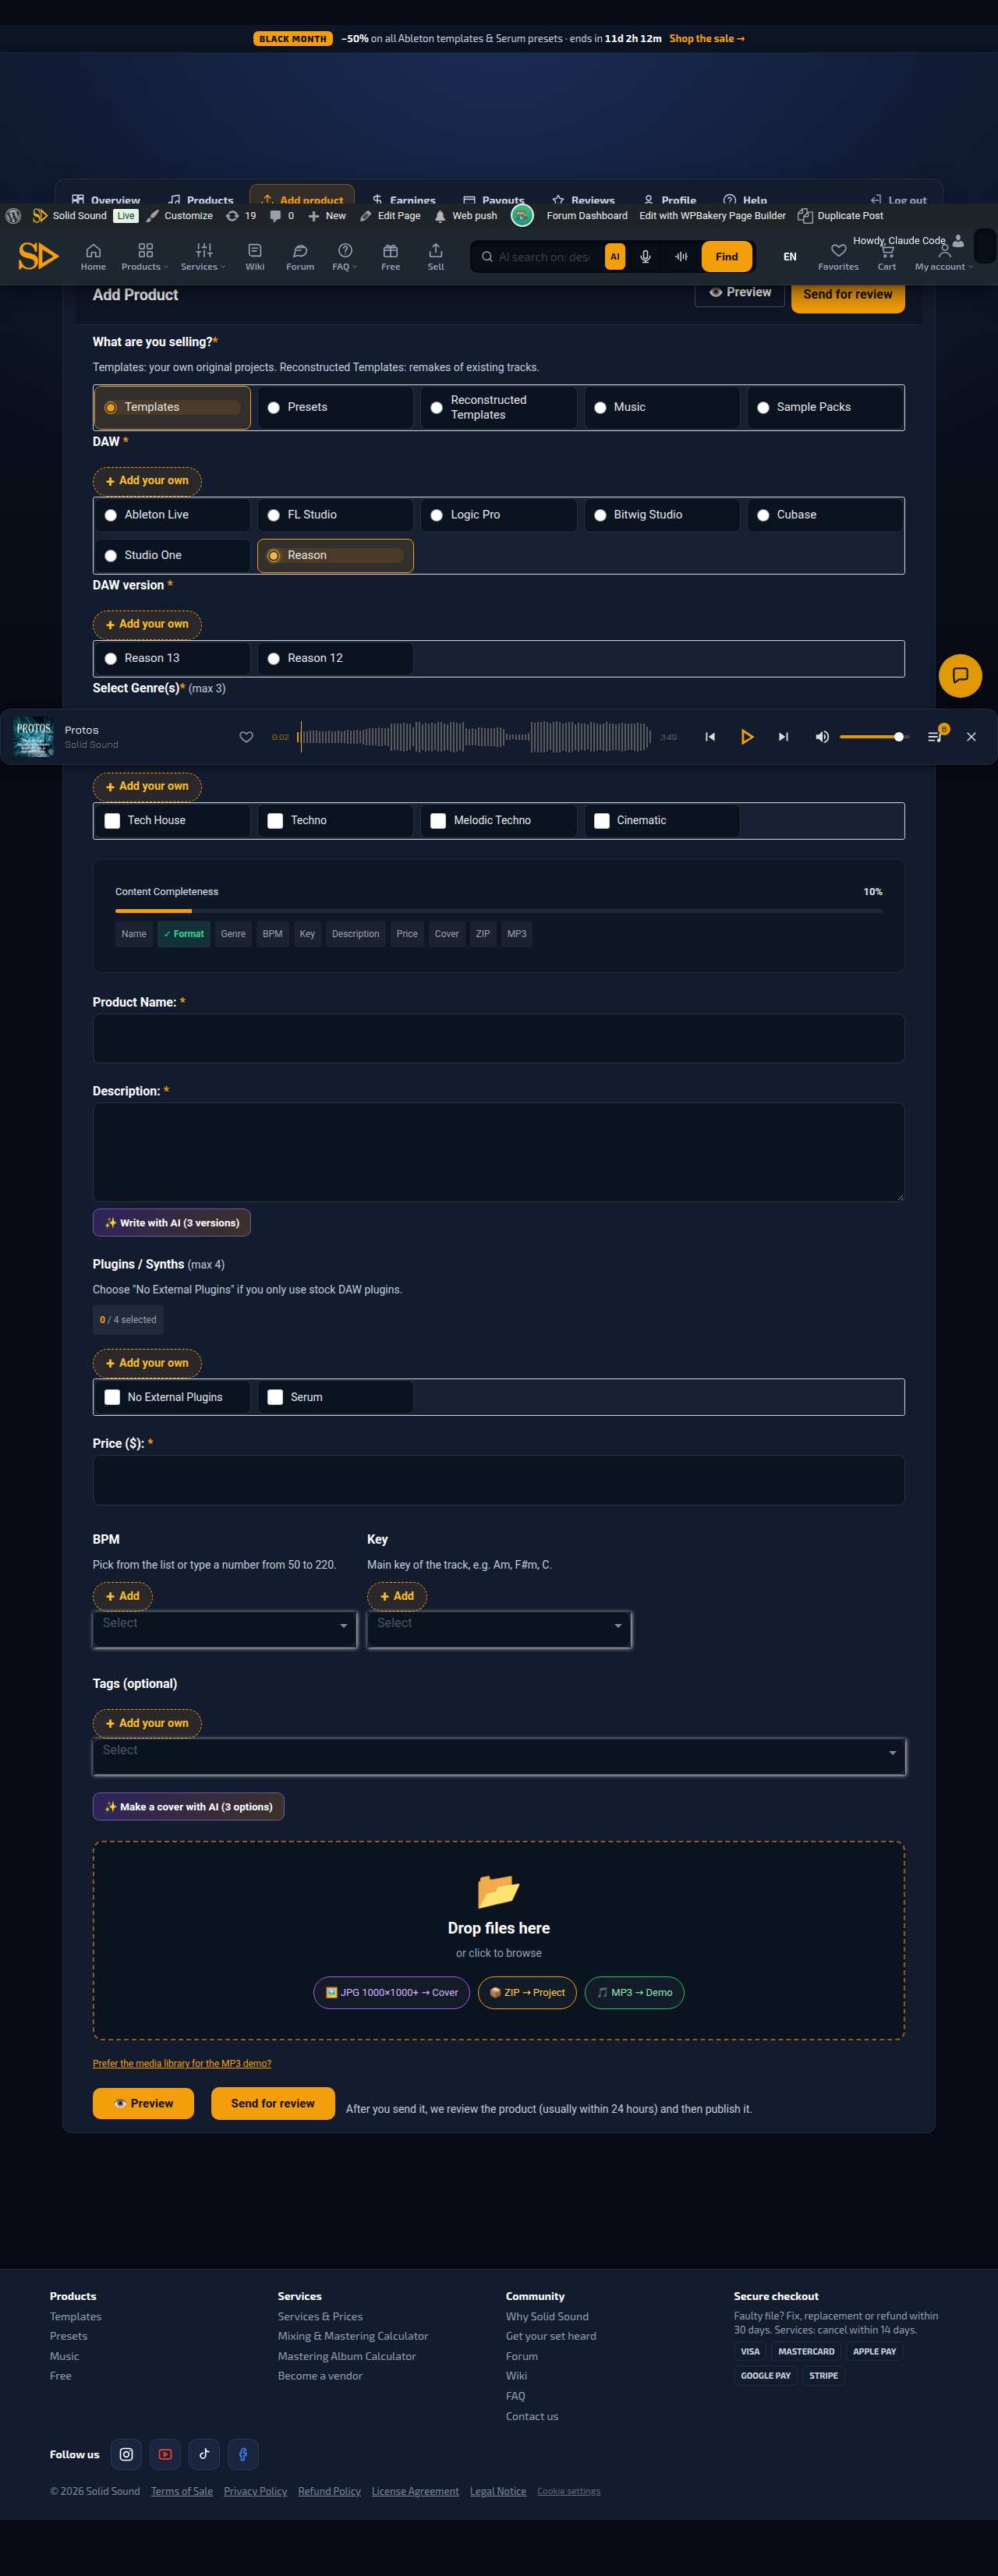 BLACK MONTH −50% on all Ableton templates & Serum presets · ends in 11d 2h 12m Shop the sale →
Overview Products Add product Earnings Payouts Reviews Profile Help Log out
Solid Sound Live Customize 19 0 New Edit Page Web push Forum Dashboard Edit with WPBakery Page Builder Duplicate Post
Howdy, Claude Code
Home Products Services Wiki Forum FAQ Free Sell AI search on: des AI Find EN Favorites Cart My account
Add Product Preview Send for review
What are you selling?*
Templates: your own original projects. Reconstructed Templates: remakes of existing tracks.
Templates Presets Reconstructed Templates Music Sample Packs
DAW *
+ Add your own
Ableton Live FL Studio Logic Pro Bitwig Studio Cubase
Studio One Reason
DAW version *
+ Add your own
Reason 13 Reason 12
Select Genre(s)* (max 3)
PROTOS
Protos
Solid Sound
0:02 3:49 6
+ Add your own
Tech House Techno Melodic Techno Cinematic
Content Completeness 10%
Name ✓ Format Genre BPM Key Description Price Cover ZIP MP3
Product Name: *
Description: *
✨ Write with AI (3 versions)
Plugins / Synths (max 4)
Choose "No External Plugins" if you only use stock DAW plugins.
0 / 4 selected
+ Add your own
No External Plugins Serum
Price ($): *
BPM Key
Pick from the list or type a number from 50 to 220. Main key of the track, e.g. Am, F#m, C.
+ Add + Add
Select Select
Tags (optional)
+ Add your own
Select
✨ Make a cover with AI (3 options)
Drop files here
or click to browse
JPG 1000×1000+ → Cover ZIP → Project MP3 → Demo
Prefer the media library for the MP3 demo?
Preview Send for review After you send it, we review the product (usually within 24 hours) and then publish it.
Products Services Community Secure checkout
Templates Services & Prices Why Solid Sound Faulty file? Fix, replacement or refund within
Presets Mixing & Mastering Calculator Get your set heard 30 days. Services: cancel within 14 days.
Music Mastering Album Calculator Forum VISA MASTERCARD APPLE PAY
Free Become a vendor Wiki GOOGLE PAY STRIPE
FAQ
Contact us
Follow us
© 2026 Solid Sound Terms of Sale Privacy Policy Refund Policy License Agreement Legal Notice Cookie settings